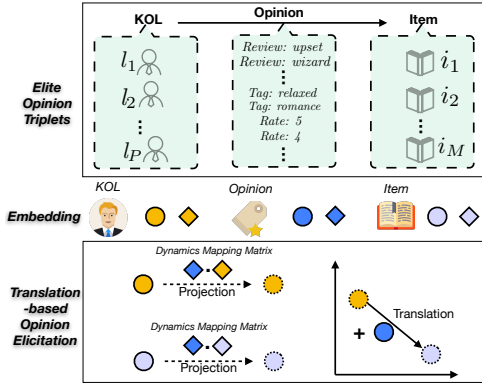 KOL Opinion Item
Elite
Opinion
Triplets
l1
l2
⋮
lP
Review: upset
Review: wizard
⋮
Tag: relaxed
Tag: romance
⋮
Rate: 5
Rate: 4
i1
i2
⋮
iM
KOL Opinion Item
Embedding
Translation
-based
Opinion
Elicitation
Dynamics Mapping Matrix
Projection
Dynamics Mapping Matrix
Projection
Translation
+